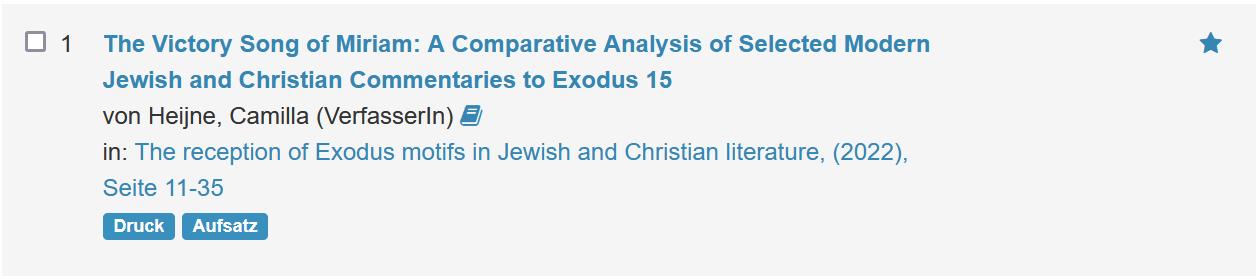 1 The Victory Song of Miriam: A Comparative Analysis of Selected Modern
Jewish and Christian Commentaries to Exodus 15
von Heijne, Camilla (VerfasserIn)
in: The reception of Exodus motifs in Jewish and Christian literature, (2022),
Seite 11-35
Druck Aufsatz